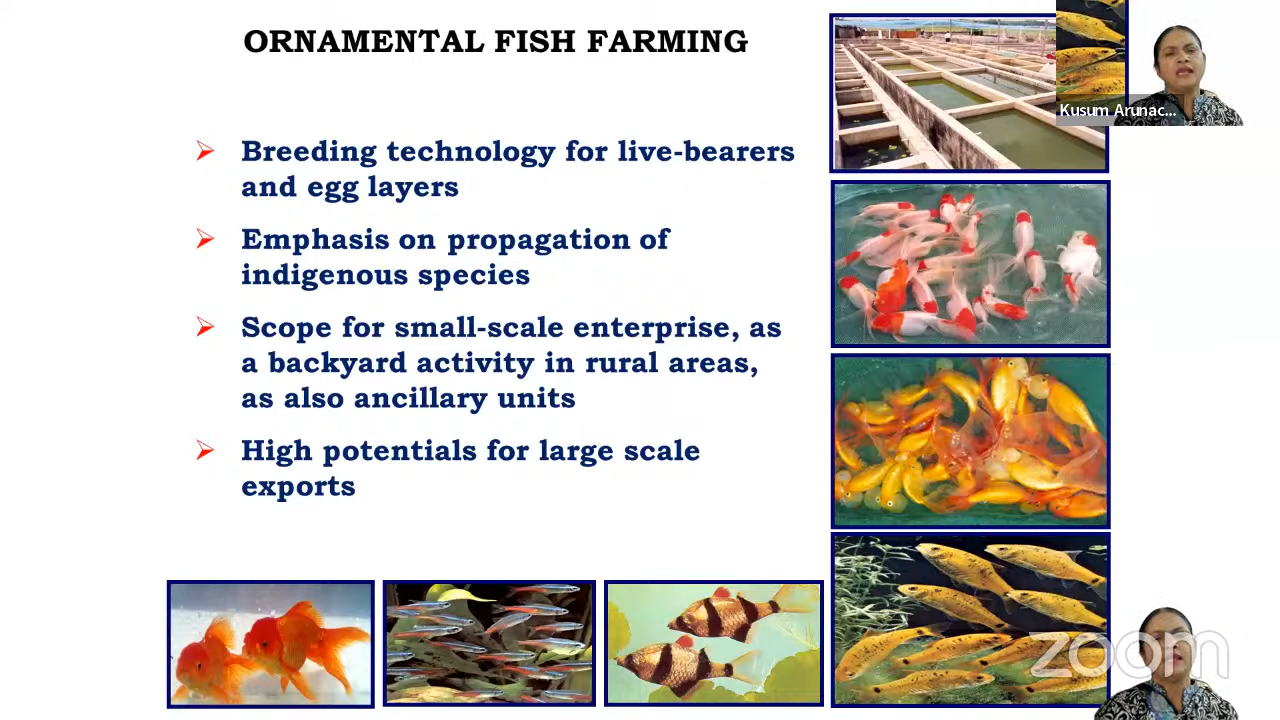 ORNAMENTAL FISH FARMING
Kusum Arunac...
Breeding technology for live-bearers
and egg layers
Emphasis on propagation of
indigenous species
Scope for small-scale enterprise, as
a backyard activity in rural areas,
as also ancillary units
High potentials for large scale
exports
zoom